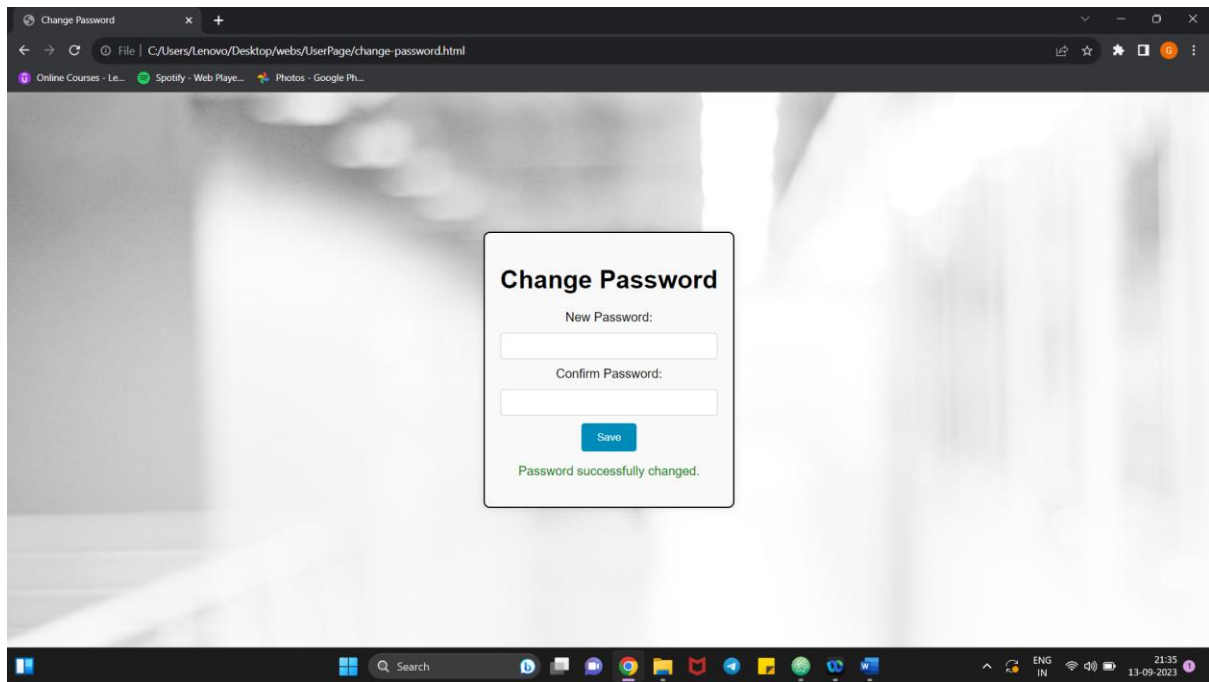 Change Password
File | C:/Users/Lenovo/Desktop/webs/UserPage/change-password.html
G
Online Courses - Le...
Spotify - Web Playe...
Photos - Google Ph...
Change Password
New Password:
Confirm Password:
Save
Password successfully changed.
Search
ENG
IN
21:35
13-09-2023
1